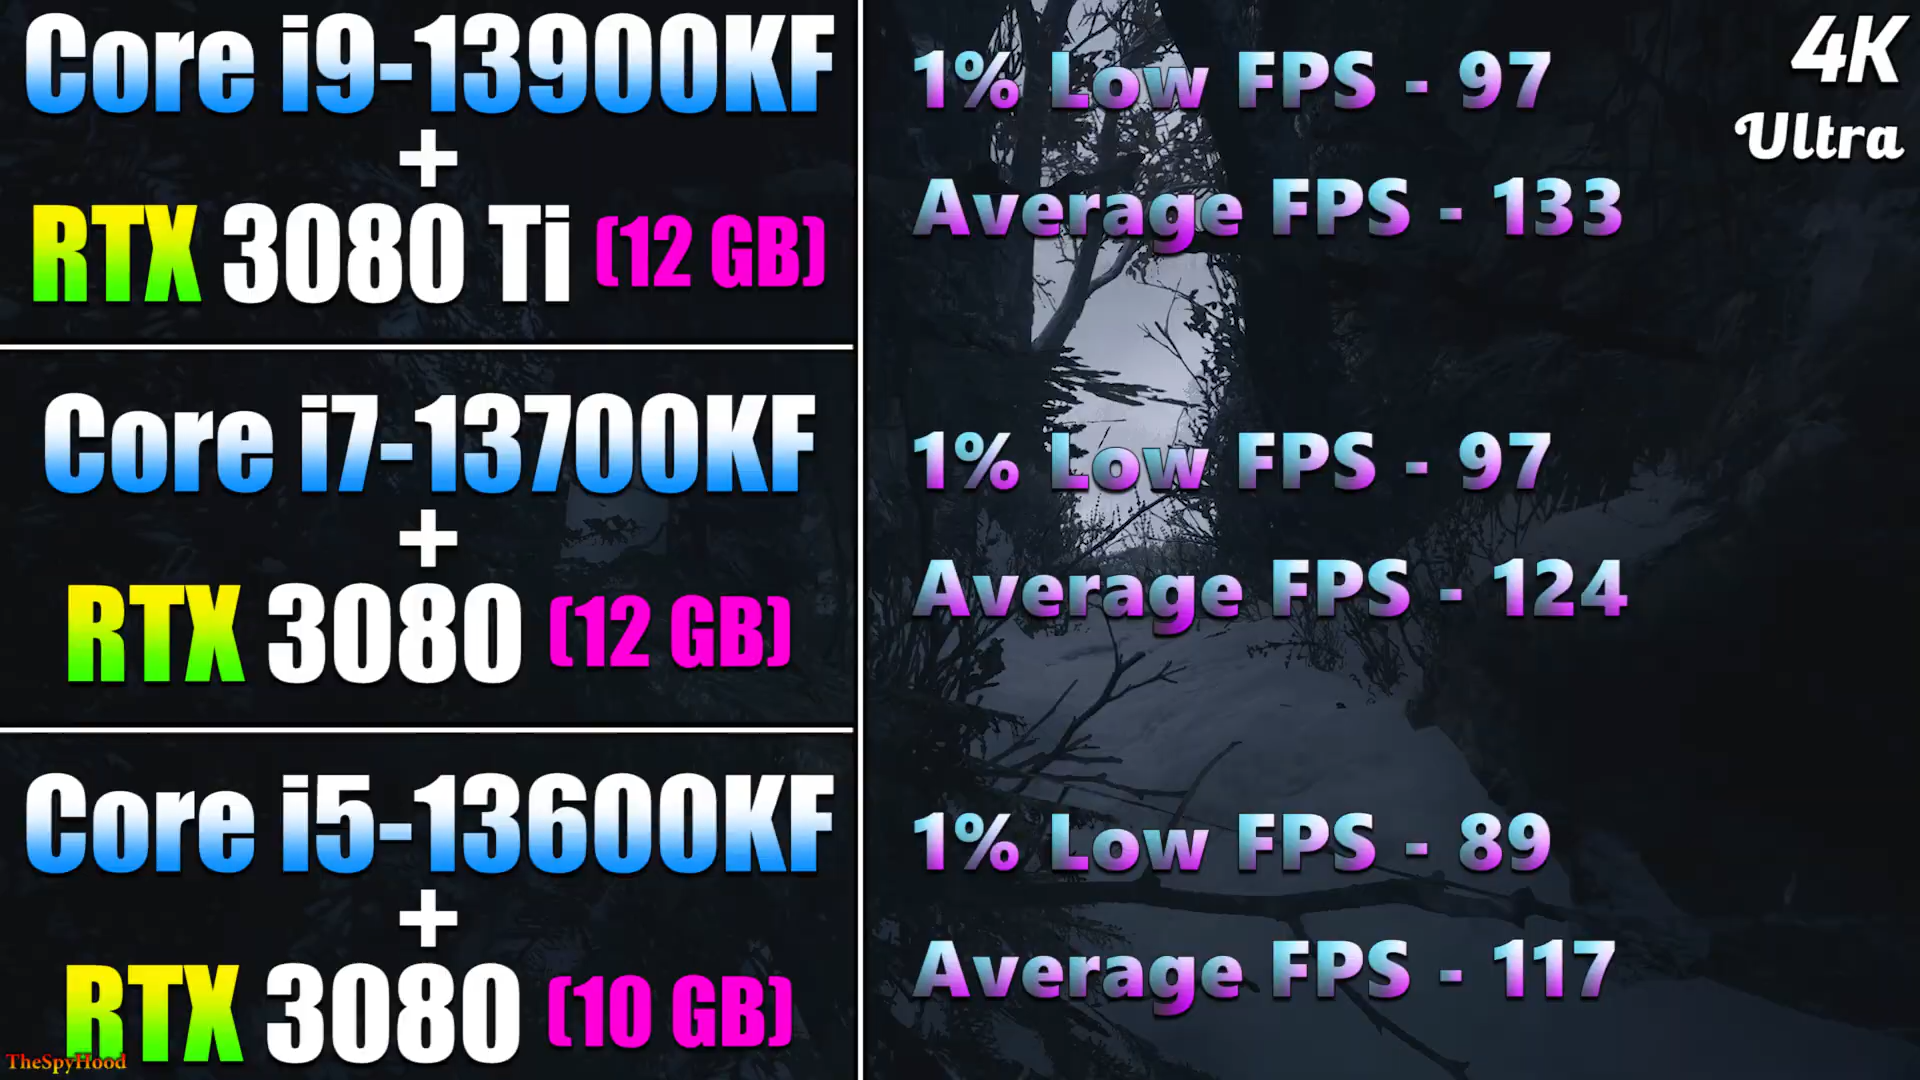 Core i9-13900KF
+
RTX 3080 Ti (12 GB)
1% Low FPS - 97
Average FPS - 133
4K
Ultra
Core i7-13700KF
+
RTX 3080 (12 GB)
1% Low FPS - 97
Average FPS - 124
Core i5-13600KF
+
RTX 3080 (10 GB)
1% Low FPS - 89
Average FPS - 117
TheSpyHood